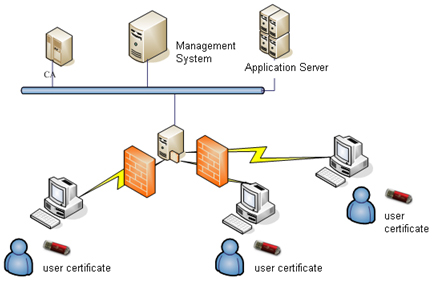 CA
Management
System
Application Server
user
certificate
user certificate
user certificate